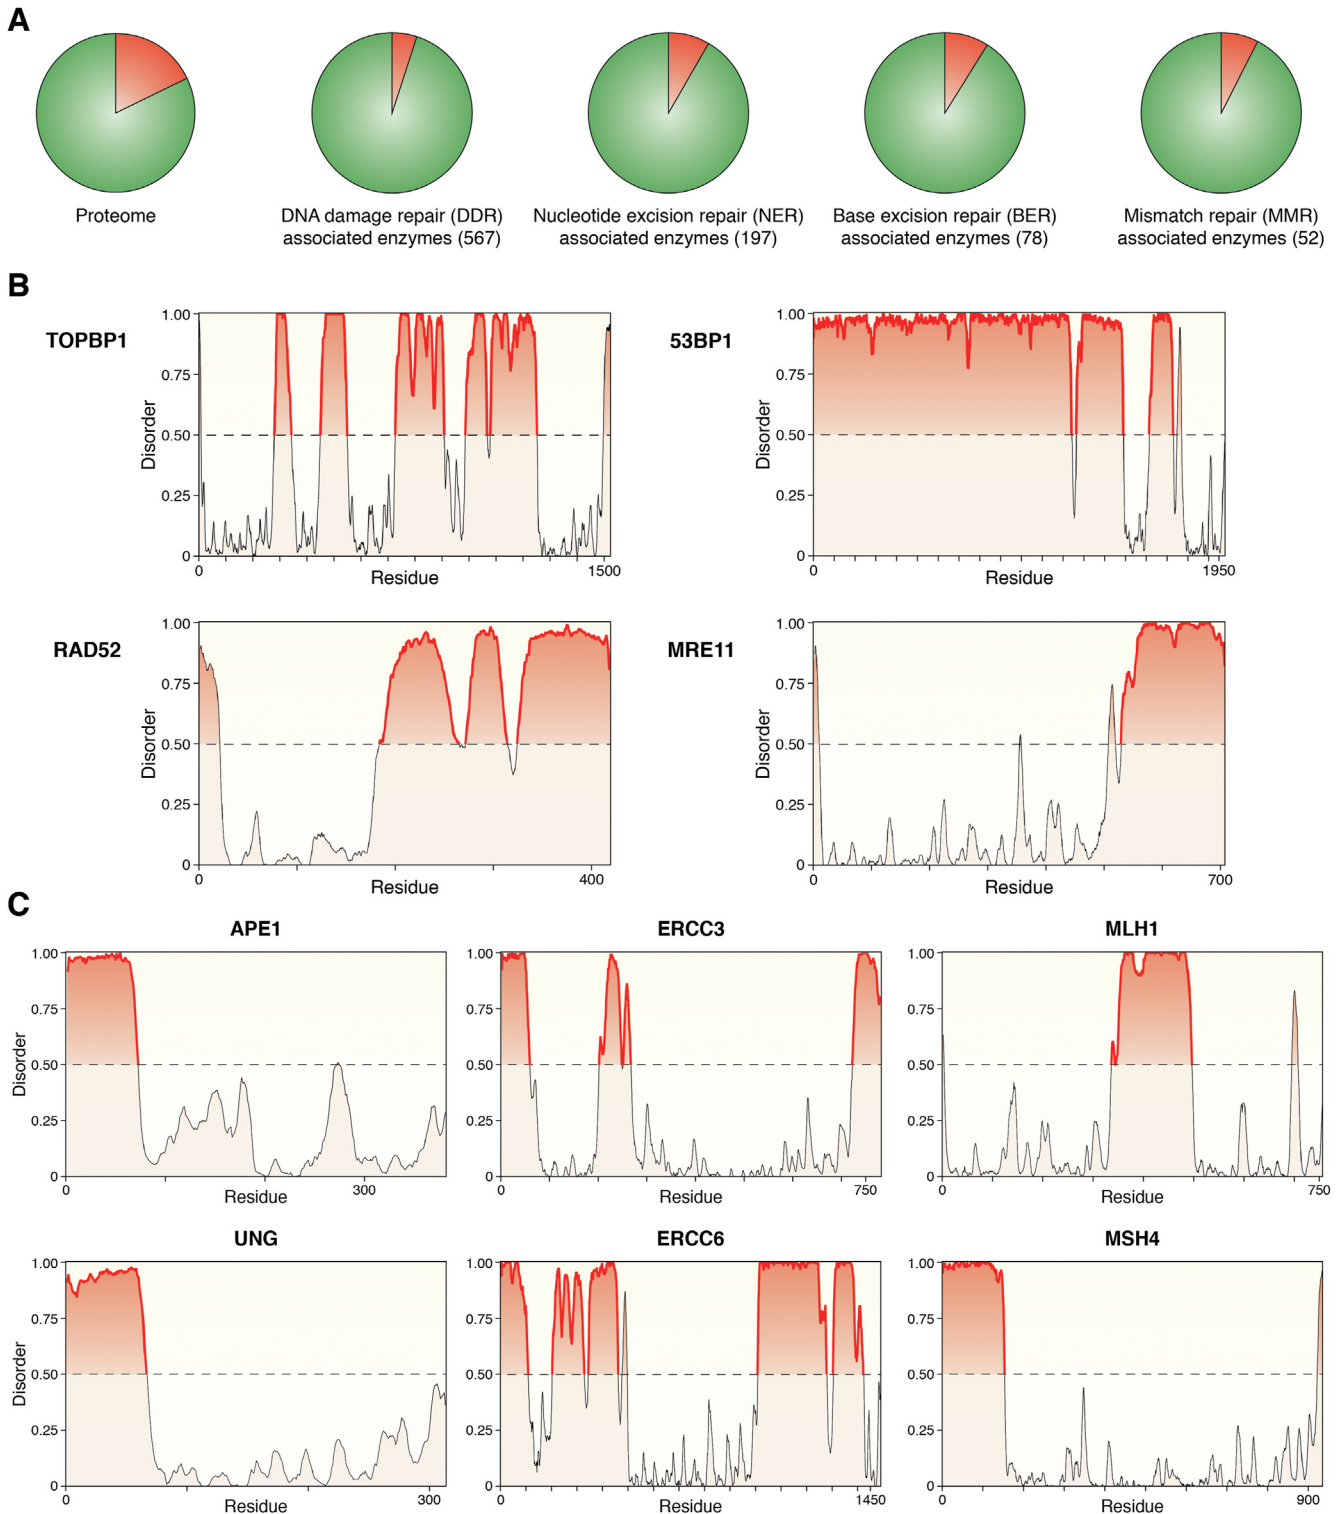 A
Proteome
DNA damage repair (DDR)
associated enzymes (567)
Nucleotide excision repair (NER)
associated enzymes (197)
Base excision repair (BER)
associated enzymes (78)
Mismatch repair (MMR)
associated enzymes (52)
B
TOPBP1
Disorder
1.00
0.75
0.50
0.25
0
0
1500
Residue
53BP1
Disorder
1.00
0.75
0.50
0.25
0
0
1950
Residue
RAD52
Disorder
1.00
0.75
0.50
0.25
0
0
400
Residue
MRE11
Disorder
1.00
0.75
0.50
0.25
0
0
700
Residue
C
APE1
Disorder
1.00
0.75
0.50
0.25
0
0
300
Residue
ERCC3
1.00
0.75
0.50
0.25
0
0
750
Residue
MLH1
1.00
0.75
0.50
0.25
0
0
750
Residue
UNG
Disorder
1.00
0.75
0.50
0.25
0
0
300
Residue
ERCC6
1.00
0.75
0.50
0.25
0
0
1450
Residue
MSH4
1.00
0.75
0.50
0.25
0
0
900
Residue